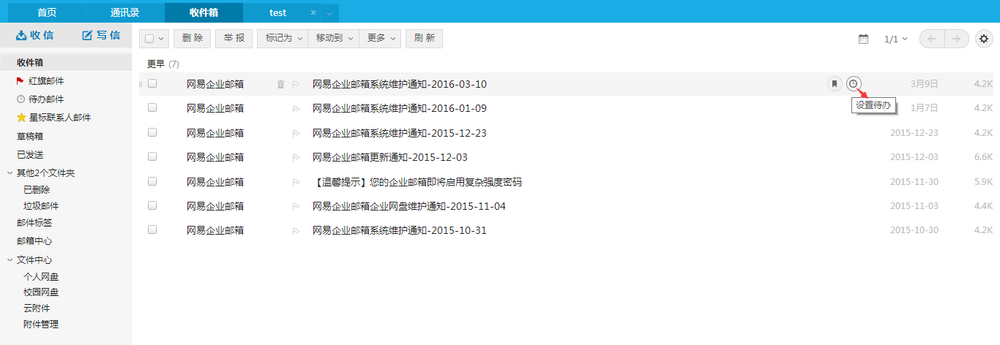 首页 通讯录 收件箱 test
收信 写信
删 除 举 报 标记为 移动到 更多 刷 新 1/1
收件箱
红旗邮件
待办邮件
星标联系人邮件
草稿箱
已发送
其他2个文件夹
已删除
垃圾邮件
邮件标签
邮箱中心
文件中心
个人网盘
校园网盘
云附件
附件管理
更早 (7)
网易企业邮箱 网易企业邮箱系统维护通知-2016-03-10 3月9日 4.2K
设置待办
网易企业邮箱 网易企业邮箱系统维护通知-2016-01-09 1月7日 4.2K
网易企业邮箱 网易企业邮箱系统维护通知-2015-12-23 2015-12-23 4.2K
网易企业邮箱 网易企业邮箱更新通知-2015-12-03 2015-12-03 6.6K
网易企业邮箱 【温馨提示】您的企业邮箱即将启用复杂强度密码 2015-11-30 5.9K
网易企业邮箱 网易企业邮箱企业网盘维护通知-2015-11-04 2015-11-03 4.4K
网易企业邮箱 网易企业邮箱系统维护通知-2015-10-31 2015-10-30 4.2K